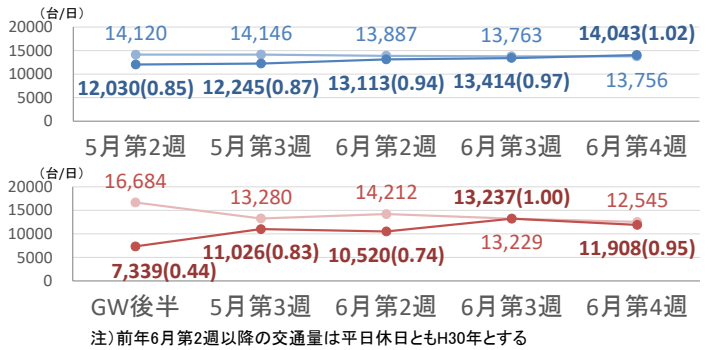 (台/日)
20000
15000
10000
5000
0
14,120 14,146 13,887 13,763 14,043(1.02)
12,030(0.85) 12,245(0.87) 13,113(0.94) 13,414(0.97) 13,756
5月第2週 5月第3週 6月第2週 6月第3週 6月第4週
(台/日)
20000
15000
10000
5000
0
16,684 13,280 14,212 13,237(1.00) 12,545
7,339(0.44) 11,026(0.83) 10,520(0.74) 13,229 11,908(0.95)
GW後半 5月第3週 6月第2週 6月第3週 6月第4週
注)前年6月第2週以降の交通量は平日休日ともH30年とする